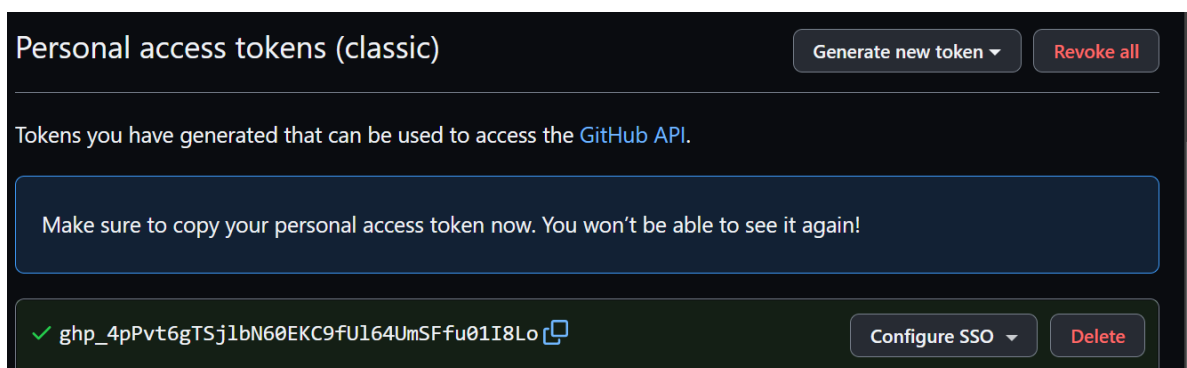 Personal access tokens (classic)
Generate new token
Revoke all
Tokens you have generated that can be used to access the GitHub API.
Make sure to copy your personal access token now. You won’t be able to see it again!
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
Configure SSO
Delete